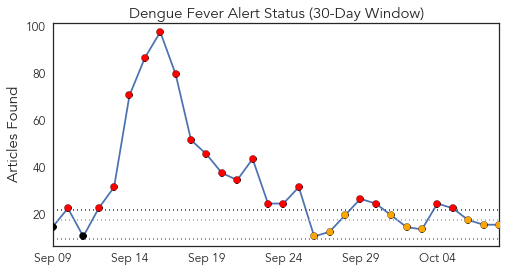 Dengue Fever Alert Status (30-Day Window)
Articles Found
100
80
60
40
20
Sep 09 Sep 14 Sep 19 Sep 24 Sep 29 Oct 04